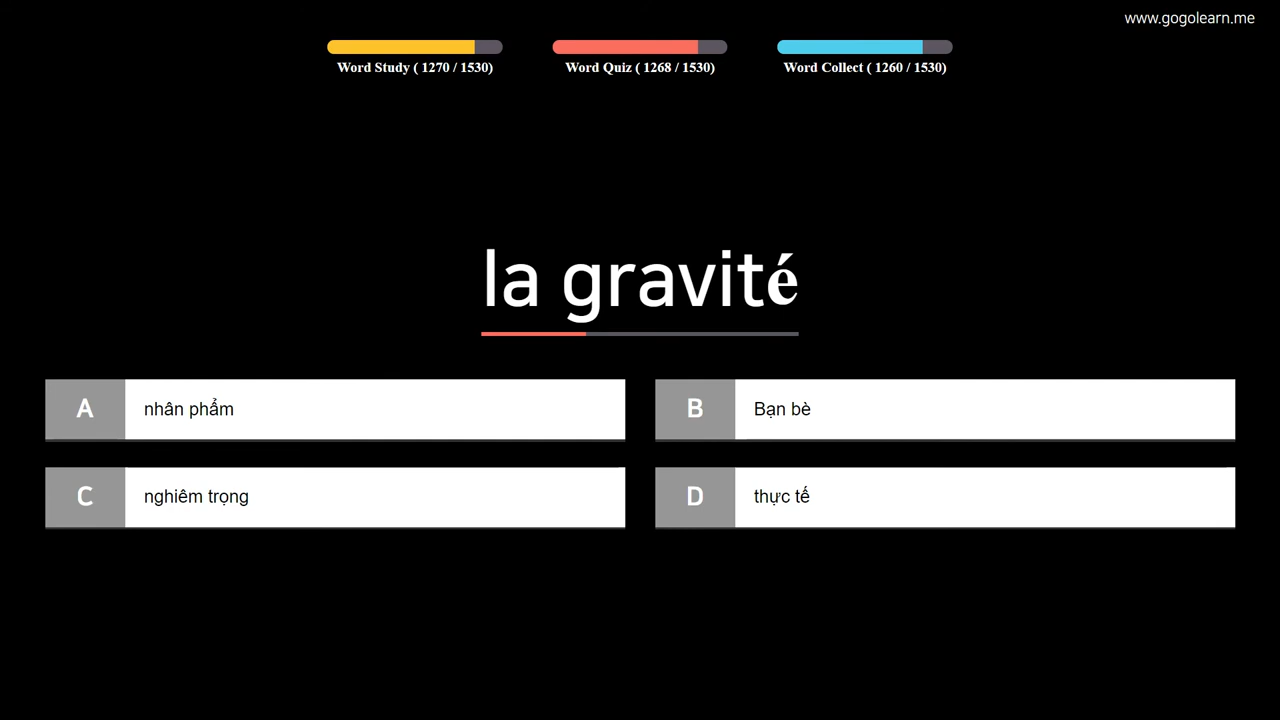 www.gogolearn.me
Word Study ( 1270 / 1530)
Word Quiz ( 1268 / 1530)
Word Collect ( 1260 / 1530)
la gravité
A nhân phẩm
B Bạn bè
C nghiêm trọng
D thực tế